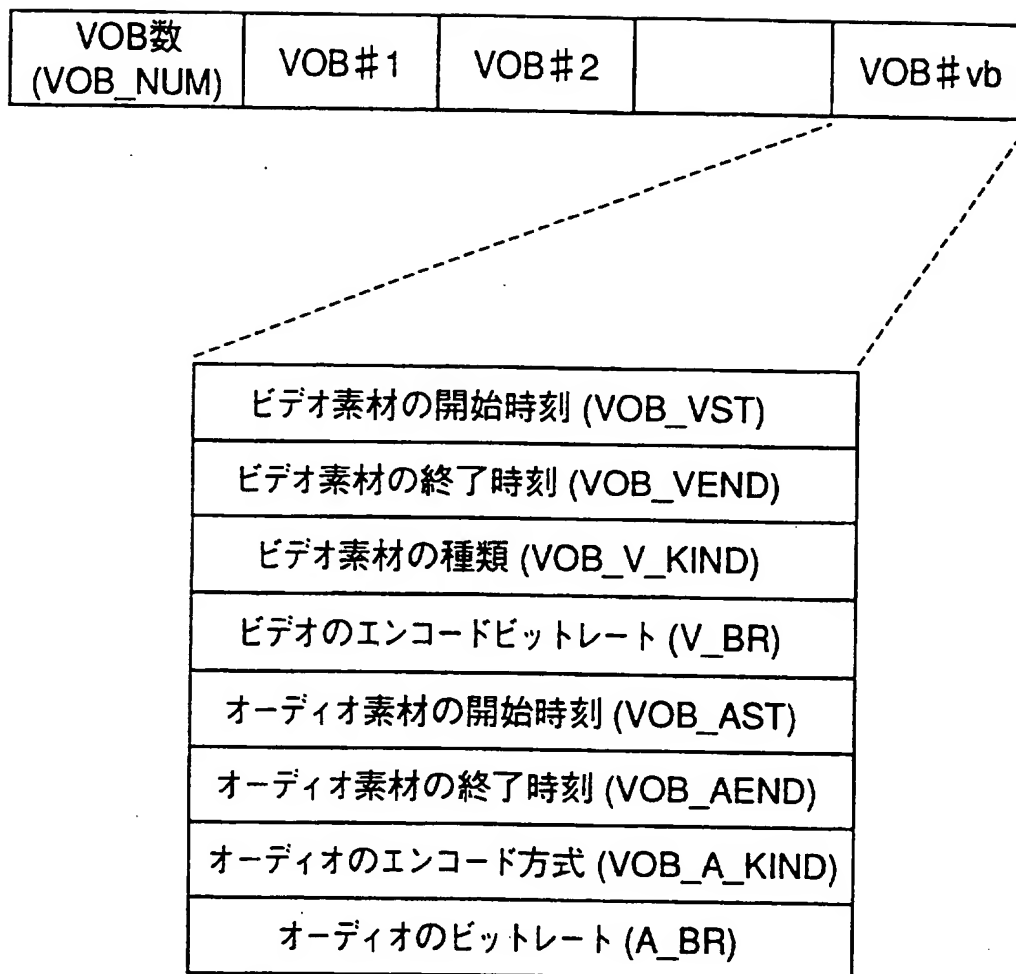 VOB数
(VOB_NUM)
VOB#1
VOB#2
VOB#vb
ビデオ素材の開始時刻 (VOB_VST)
ビデオ素材の終了時刻 (VOB_VEND)
ビデオ素材の種類 (VOB_V_KIND)
ビデオのエンコードビットレート (V_BR)
オーディオ素材の開始時刻 (VOB_AST)
オーディオ素材の終了時刻 (VOB_AEND)
オーディオのエンコード方式 (VOB_A_KIND)
オーディオのビットレート (A_BR)